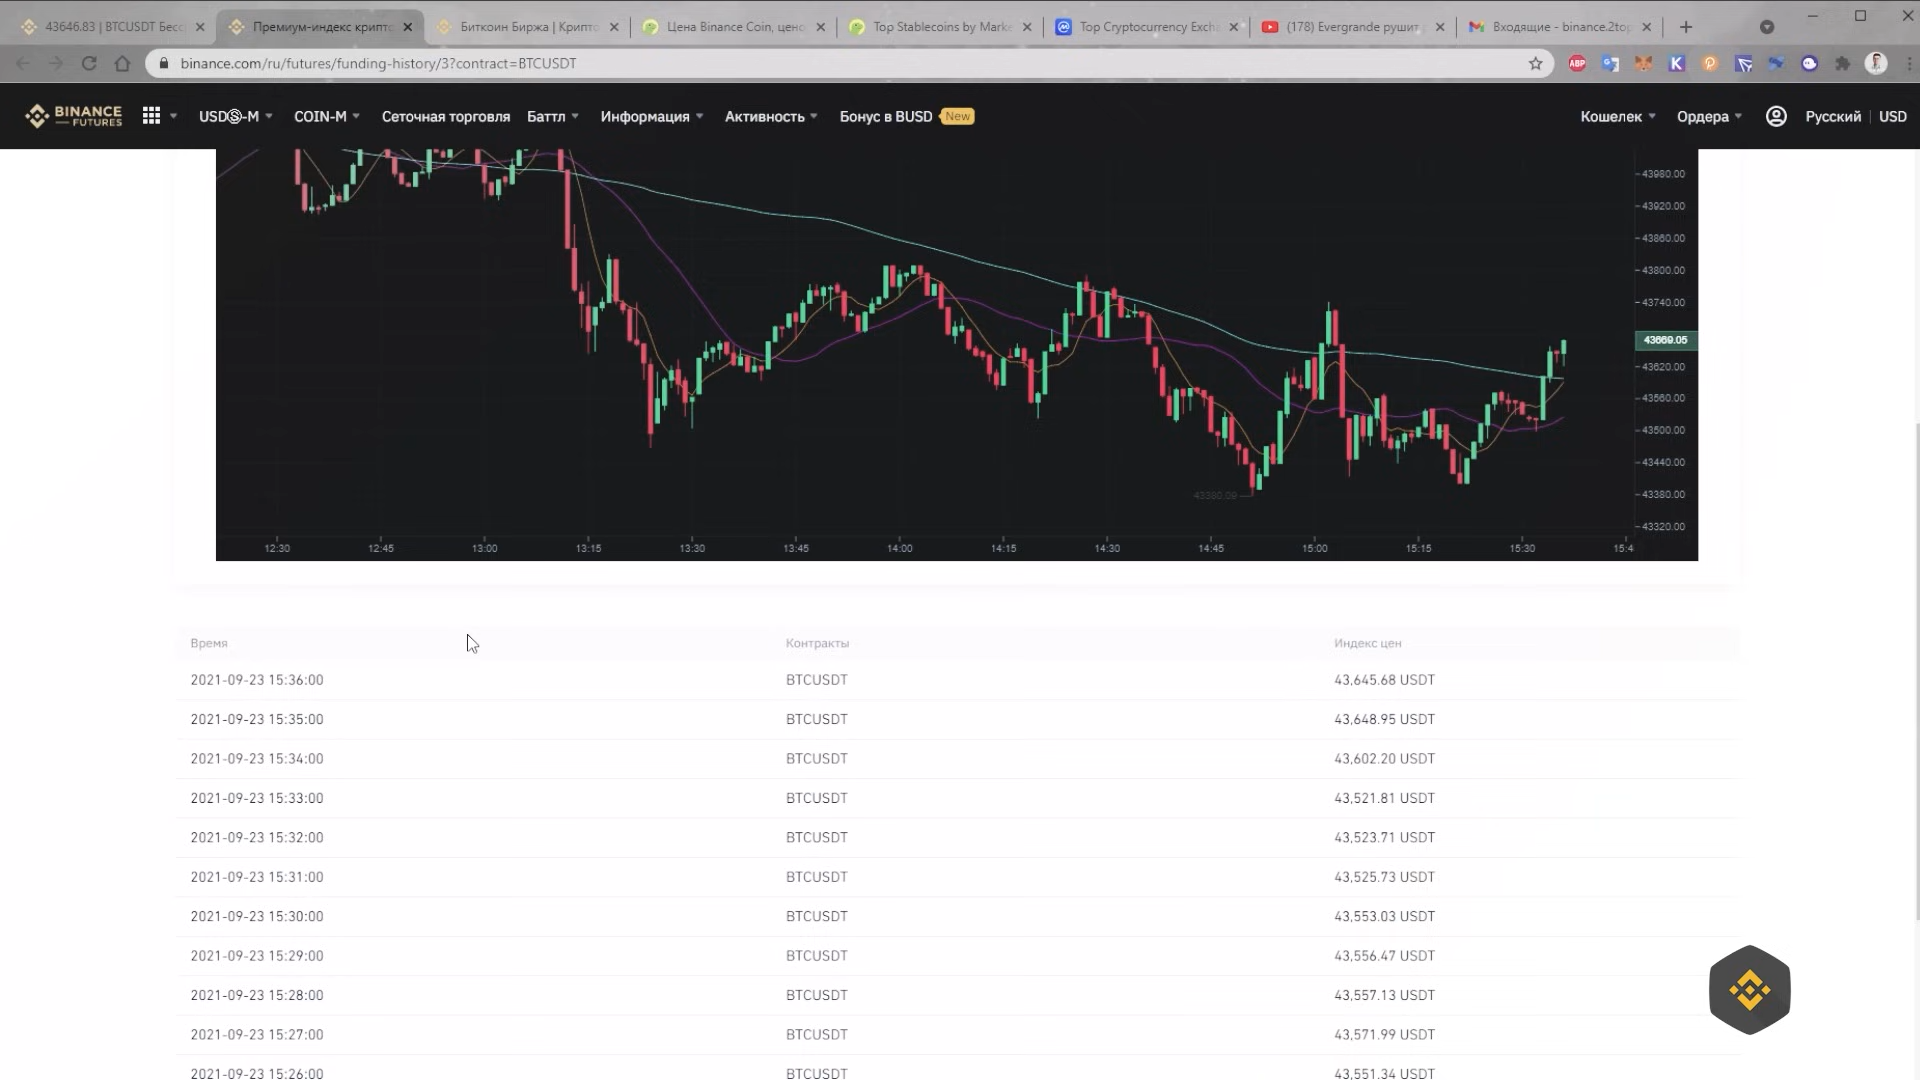 43646.83 | BTCUSDT Бесс
Премиум-индекс крипто
Биткоин Биржа | Крипто
Цена Binance Coin, цено
Top Stablecoins by Marke
Top Cryptocurrency Excha
(178) Evergrande рушит
Входящие - binance.2top
binance.com/ru/futures/funding-history/3?contract=BTCUSDT
ABP
BINANCE
FUTURES
USDⓈ-M
COIN-M
Сеточная торговля
Баттл
Информация
Активность
Бонус в BUSD
New
Кошелек
Ордера
Русский
USD
43980.00
43920.00
43860.00
43800.00
43740.00
43669.05
43620.00
43560.00
43500.00
43440.00
43380.00
43320.00
43380.09
12:30 12:45 13:00 13:15 13:30 13:45 14:00 14:15 14:30 14:45 15:00 15:15 15:30 15:4
Время Контракты Индекс цен
2021-09-23 15:36:00 BTCUSDT 43,645.68 USDT
2021-09-23 15:35:00 BTCUSDT 43,648.95 USDT
2021-09-23 15:34:00 BTCUSDT 43,602.20 USDT
2021-09-23 15:33:00 BTCUSDT 43,521.81 USDT
2021-09-23 15:32:00 BTCUSDT 43,523.71 USDT
2021-09-23 15:31:00 BTCUSDT 43,525.73 USDT
2021-09-23 15:30:00 BTCUSDT 43,553.03 USDT
2021-09-23 15:29:00 BTCUSDT 43,556.47 USDT
2021-09-23 15:28:00 BTCUSDT 43,557.13 USDT
2021-09-23 15:27:00 BTCUSDT 43,571.99 USDT
2021-09-23 15:26:00 BTCUSDT 43,551.34 USDT